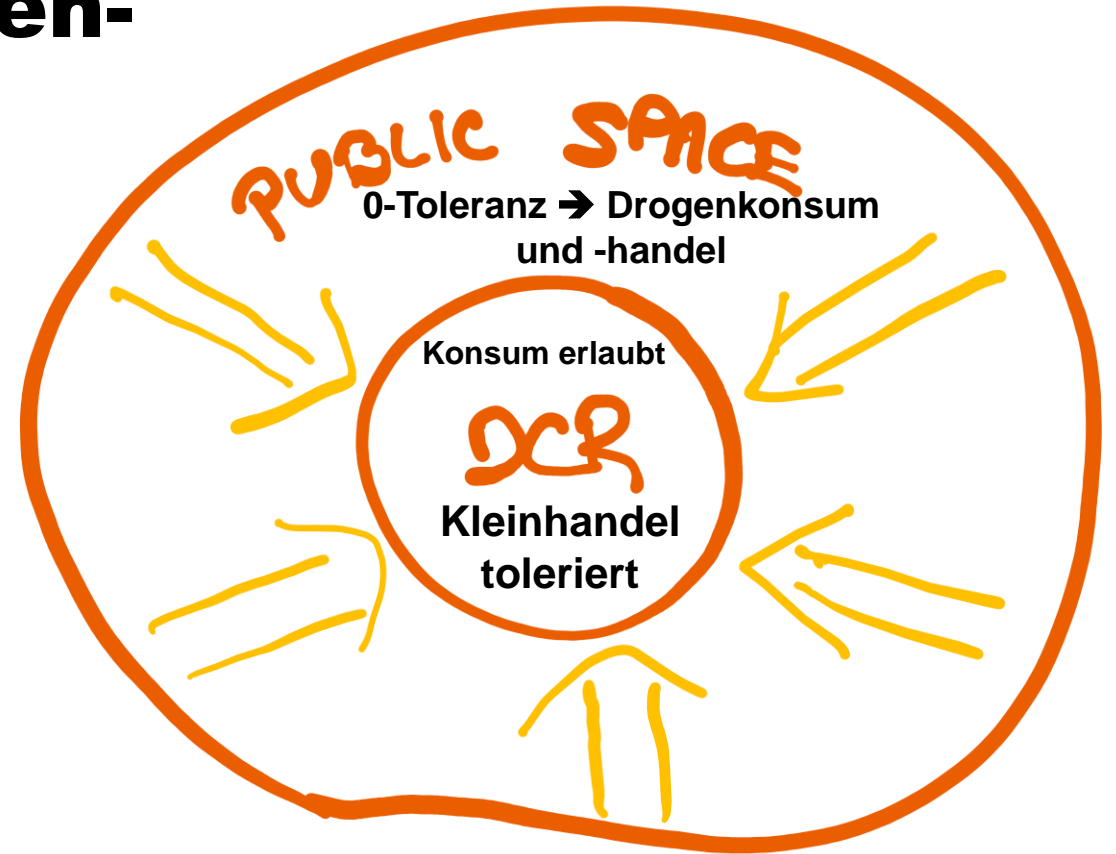 en-
PUBLIC SPACE
0-Toleranz ➔ Drogenkonsum
und -handel
Konsum erlaubt
DCR
Kleinhandel
toleriert